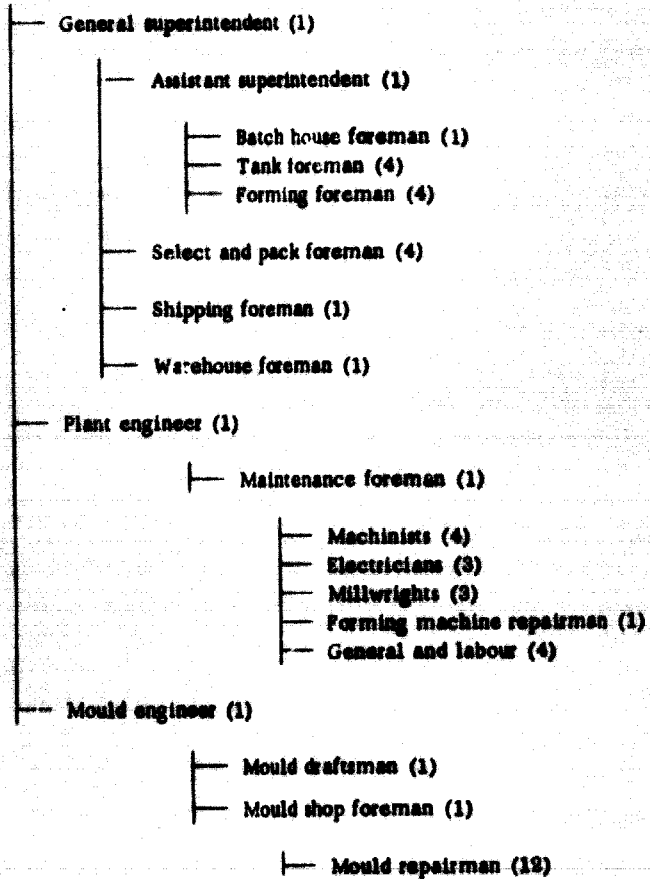 General superintendent (1)
Assistant superintendent (1)
Batch house foreman (1)
Tank foreman (4)
Forming foreman (4)
Select and pack foreman (4)
Shipping foreman (1)
Warehouse foreman (1)
Plant engineer (1)
Maintenance foreman (1)
Machinists (4)
Electricians (3)
Millwrights (3)
Forming machine repairman (1)
General and labour (4)
Mould engineer (1)
Mould draftsman (1)
Mould shop foreman (1)
Mould repairman (12)